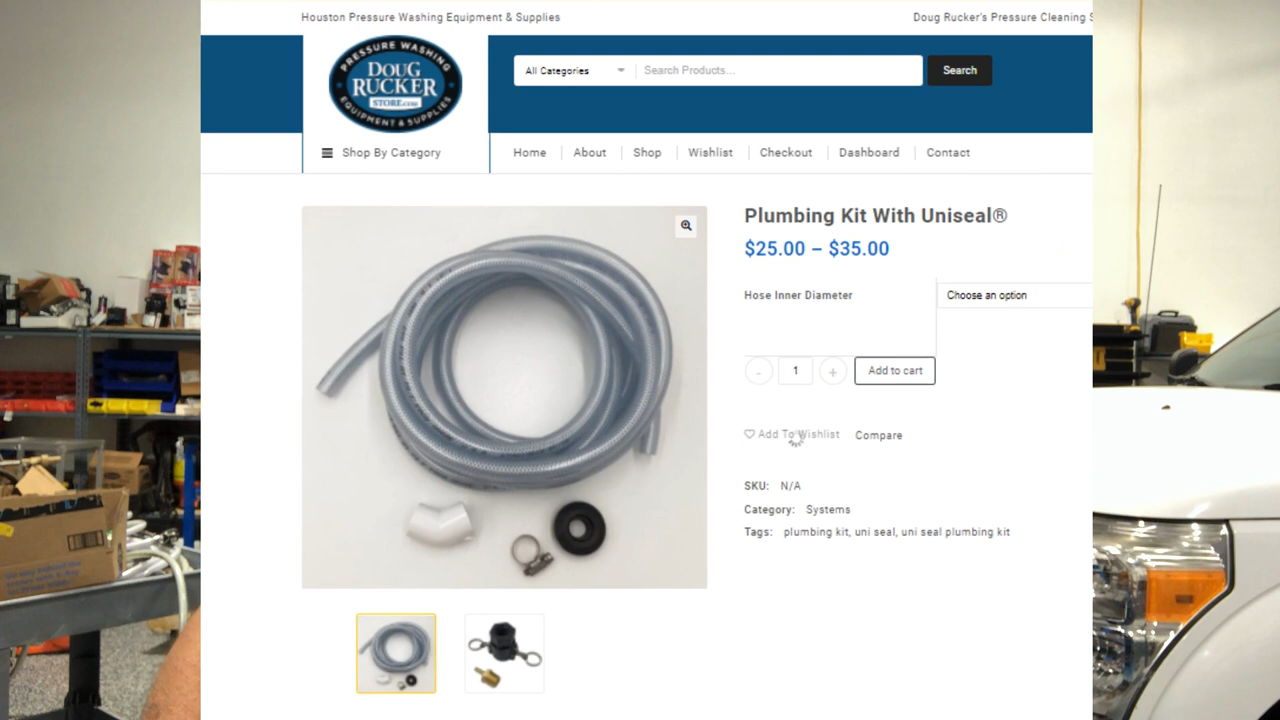 Houston Pressure Washing Equipment & Supplies
Doug Rucker's Pressure Cleaning S
PRESSURE WASHING
DOUG
RUCKER
STORE.COM
EQUIPMENT & SUPPLIES
All Categories
Search Products...
Search
Shop By Category
Home
About
Shop
Wishlist
Checkout
Dashboard
Contact
Plumbing Kit With Uniseal®
$25.00 – $35.00
Hose Inner Diameter
Choose an option
-
1
+
Add to cart
Add To Wishlist
Compare
SKU: N/A
Category: Systems
Tags: plumbing kit, uni seal, uni seal plumbing kit